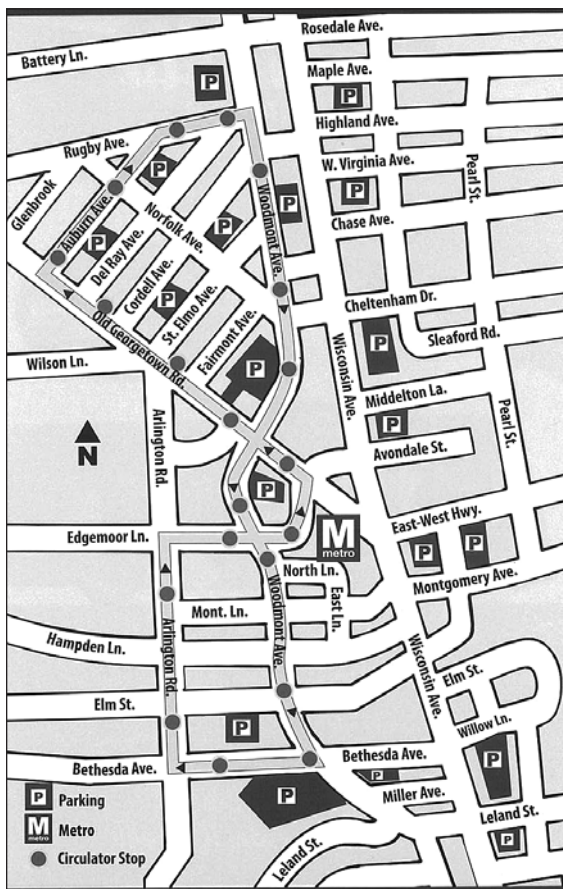 Rosedale Ave.
Battery Ln.
Maple Ave.
P
P
Highland Ave.
Rugby Ave.
W. Virginia Ave.
P
Pearl St.
Glenbrook
P
P
Woodmont Ave.
Auburn Ave.
Norfolk Ave.
P
Chase Ave.
P
Del Ray Ave.
Cordell Ave.
P
St. Elmo Ave.
Cheltenham Dr.
Old Georgetown Rd.
Fairmont Ave.
Sleaford Rd.
Wilson Ln.
P
P
Wisconsin Ave.
Middelton La.
Arlington Rd.
P
Pearl St.
Avondale St.
N
P
East-West Hwy.
M
metro
Edgemoor Ln.
P
P
North Ln.
Montgomery Ave.
East Ln.
Mont. Ln.
Woodmont Ave.
Arlington Rd.
Hampden Ln.
Wisconsin Ave.
Elm St.
Elm St.
P
Willow Ln.
Bethesda Ave.
Bethesda Ave.
P
P
Miller Ave.
P
P Parking
Leland St.
M
metro
Metro
P
Circulator Stop
Leland St.